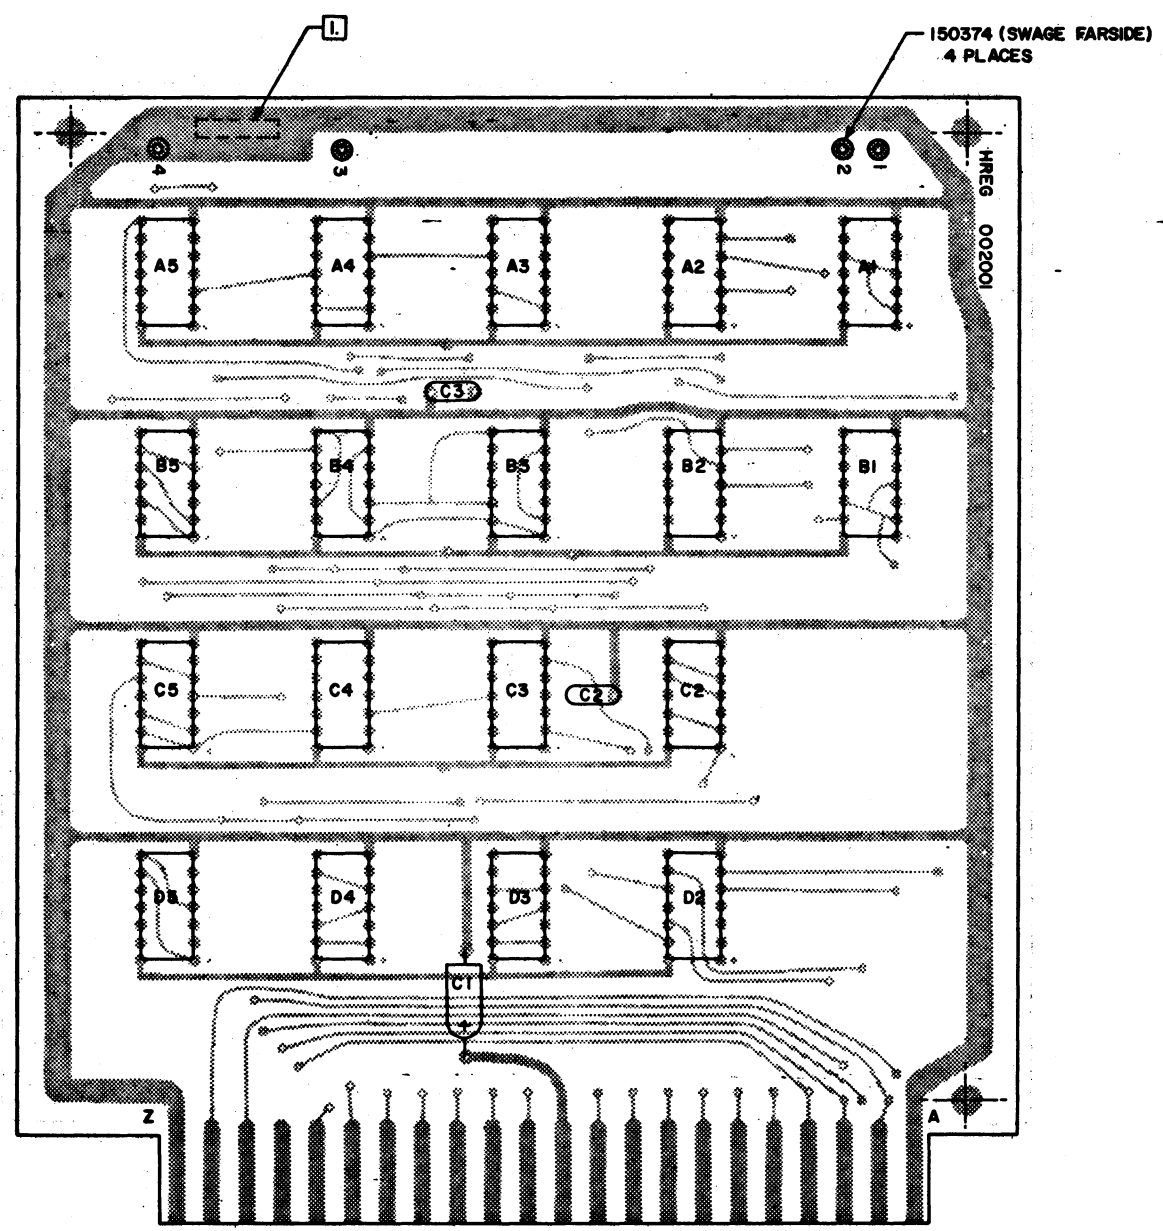 1.
150374 (SWAGE FARSIDE)
4 PLACES
4
3
2
1
HREG 002001
A5
A4
A3
A2
A1
C3
B5
B4
B3
B2
B1
C5
C4
C3
C2
C2
D5
D4
D3
D2
C1
+
Z
A